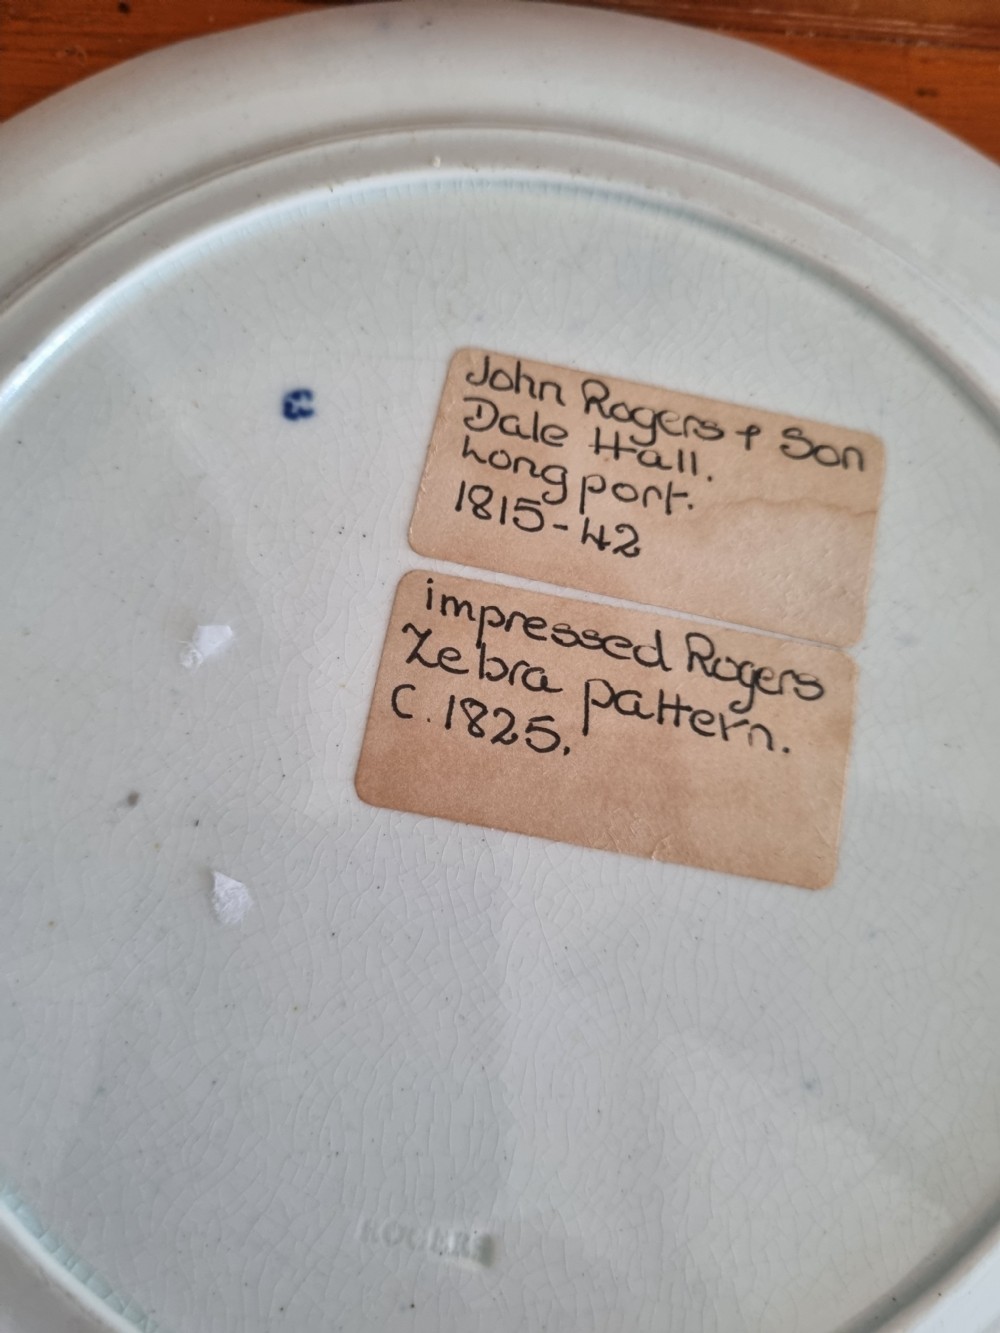 John Rogers & Son
Dale Hall.
Longport.
1815-42
impressed Rogers
Zebra pattern.
C. 1825.
ROGERS